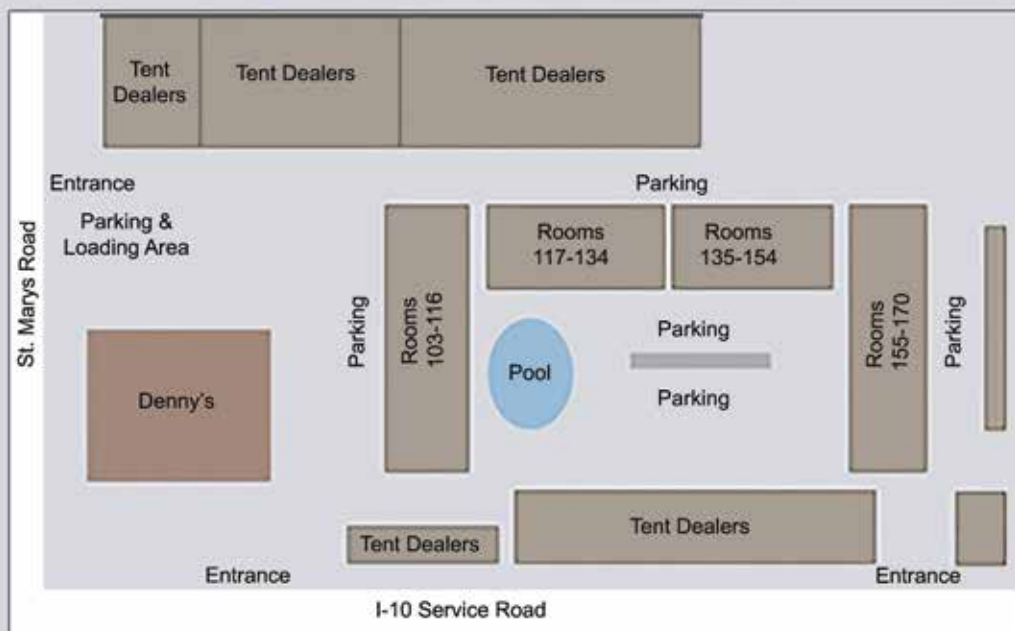 Tent
Dealers
Tent Dealers
Tent Dealers
Entrance
Parking
Parking &
Loading Area
St. Marys Road
Parking
Rooms
103-116
Rooms
117-134
Rooms
135-154
Rooms
155-170
Parking
Pool
Parking
Parking
Denny's
Tent Dealers
Tent Dealers
Entrance
Entrance
I-10 Service Road